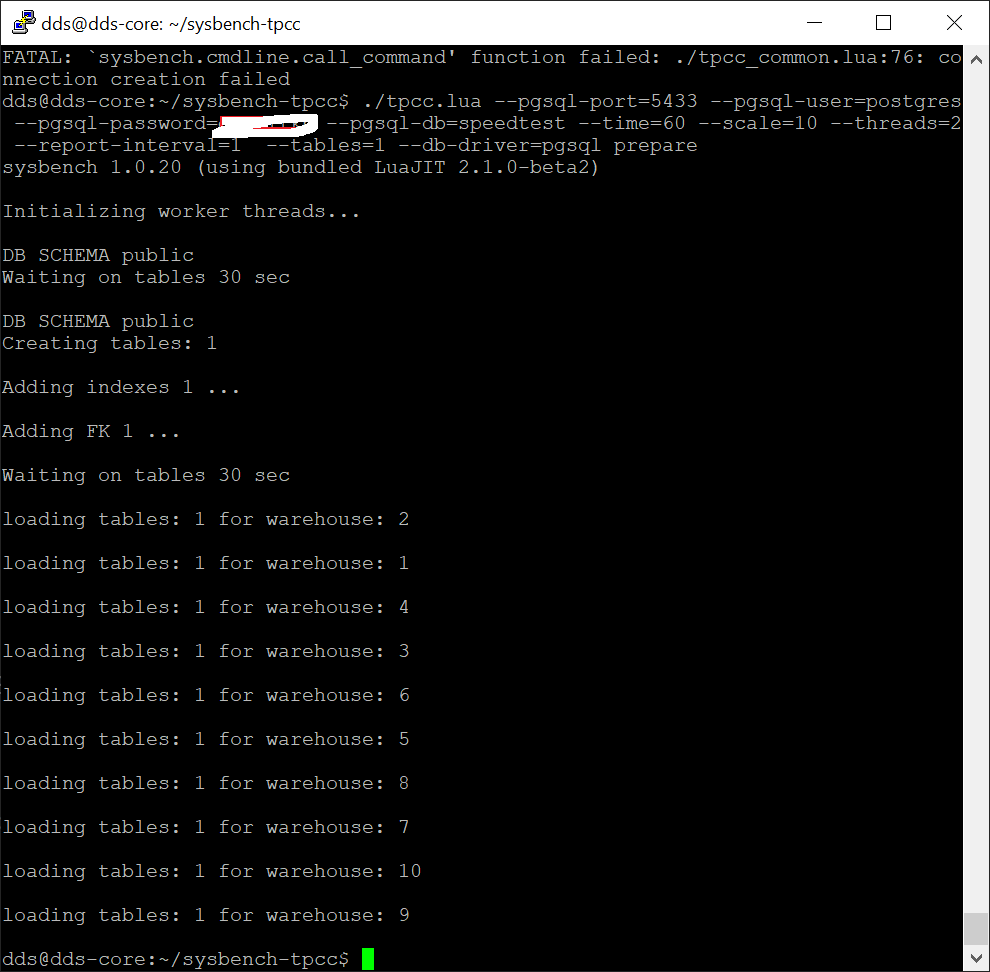 dds@dds-core: ~/sysbench-tpcc
FATAL: `sysbench.cmdline.call_command' function failed: ./tpcc_common.lua:76: co
nnection creation failed
dds@dds-core:~/sysbench-tpcc$ ./tpcc.lua --pgsql-port=5433 --pgsql-user=postgres
--pgsql-password= --pgsql-db=speedtest --time=60 --scale=10 --threads=2
--report-interval=1  --tables=1 --db-driver=pgsql prepare
sysbench 1.0.20 (using bundled LuaJIT 2.1.0-beta2)
Initializing worker threads...
DB SCHEMA public
Waiting on tables 30 sec
DB SCHEMA public
Creating tables: 1
Adding indexes 1 ...
Adding FK 1 ...
Waiting on tables 30 sec
loading tables: 1 for warehouse: 2
loading tables: 1 for warehouse: 1
loading tables: 1 for warehouse: 4
loading tables: 1 for warehouse: 3
loading tables: 1 for warehouse: 6
loading tables: 1 for warehouse: 5
loading tables: 1 for warehouse: 8
loading tables: 1 for warehouse: 7
loading tables: 1 for warehouse: 10
loading tables: 1 for warehouse: 9
dds@dds-core:~/sysbench-tpcc$